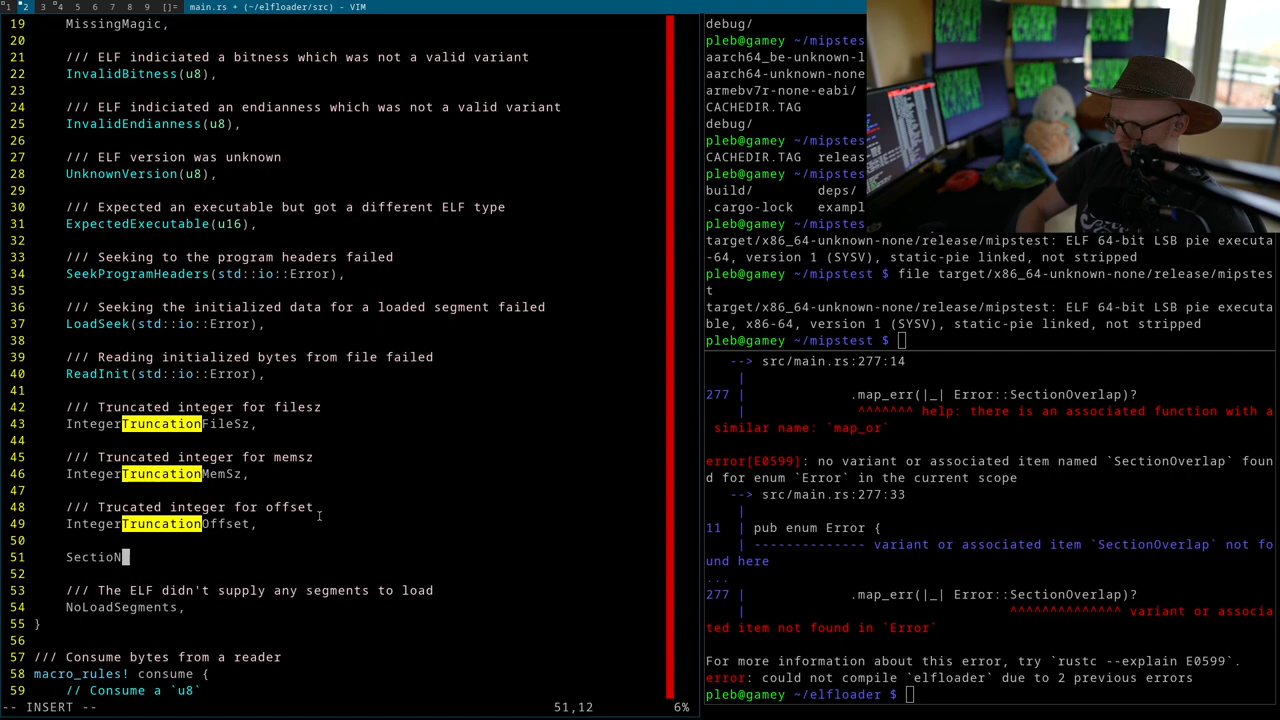 1 2 3 4 5 6 7 8 9 []= main.rs + (~/elfloader/src) - VIM
19 MissingMagic,
20
21 /// ELF indiciated a bitness which was not a valid variant
22 InvalidBitness(u8),
23
24 /// ELF indiciated an endianness which was not a valid variant
25 InvalidEndianness(u8),
26
27 /// ELF version was unknown
28 UnknownVersion(u8),
29
30 /// Expected an executable but got a different ELF type
31 ExpectedExecutable(u16),
32
33 /// Seeking to the program headers failed
34 SeekProgramHeaders(std::io::Error),
35
36 /// Seeking the initialized data for a loaded segment failed
37 LoadSeek(std::io::Error),
38
39 /// Reading initialized bytes from file failed
40 ReadInit(std::io::Error),
41
42 /// Truncated integer for filesz
43 IntegerTruncationFileSz,
44
45 /// Truncated integer for memsz
46 IntegerTruncationMemSz,
47
48 /// Trucated integer for offset
49 IntegerTruncationOffset,
50
51 SectioN
52
53 /// The ELF didn't supply any segments to load
54 NoLoadSegments,
55 }
56
57 /// Consume bytes from a reader
58 macro_rules! consume {
59 // Consume a `u8`
-- INSERT -- 51,12 6%
debug/
pleb@gamey ~/mipstes
aarch64_be-unknown-l
aarch64-unknown-none
armebv7r-none-eabi/
CACHEDIR.TAG
debug/
pleb@gamey ~/mipstes
CACHEDIR.TAG releas
pleb@gamey ~/mipstes
build/ deps/
.cargo-lock exampl
pleb@gamey ~/mipstes
target/x86_64-unknown-none/release/mipstest: ELF 64-bit LSB pie executa
-64, version 1 (SYSV), static-pie linked, not stripped
pleb@gamey ~/mipstest $ file target/x86_64-unknown-none/release/mipstes
t
target/x86_64-unknown-none/release/mipstest: ELF 64-bit LSB pie executa
ble, x86-64, version 1 (SYSV), static-pie linked, not stripped
pleb@gamey ~/mipstest $
--> src/main.rs:277:14
|
277 | .map_err(|_| Error::SectionOverlap)?
| ^^^^^^^ help: there is an associated function with a
similar name: `map_or`
error[E0599]: no variant or associated item named `SectionOverlap` foun
d for enum `Error` in the current scope
--> src/main.rs:277:33
|
11 | pub enum Error {
| -------------- variant or associated item `SectionOverlap` not fo
und here
...
277 | .map_err(|_| Error::SectionOverlap)?
| ^^^^^^^^^^^^^^ variant or associa
ted item not found in `Error`
For more information about this error, try `rustc --explain E0599`.
error: could not compile `elfloader` due to 2 previous errors
pleb@gamey ~/elfloader $